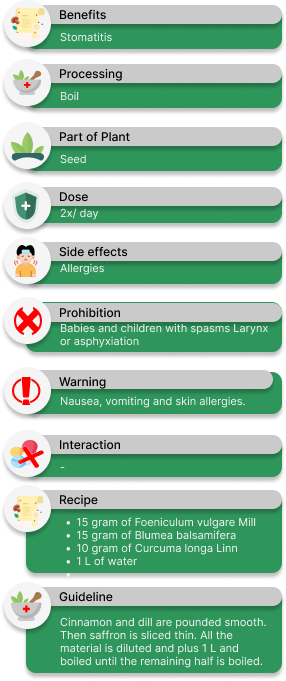 Benefits
Stomatitis
Processing
Boil
Part of Plant
Seed
Dose
2x/ day
Side effects
Allergies
Prohibition
Babies and children with spasms Larynx
or asphyxiation
Warning
Nausea, vomiting and skin allergies.
Interaction
-
Recipe
• 15 gram of Foeniculum vulgare Mill
• 15 gram of Blumea balsamifera
• 10 gram of Curcuma longa Linn
• 1 L of water
•
Guideline
Cinnamon and dill are pounded smooth.
Then saffron is sliced thin. All the
material is diluted and plus 1 L and
boiled until the remaining half is boiled.